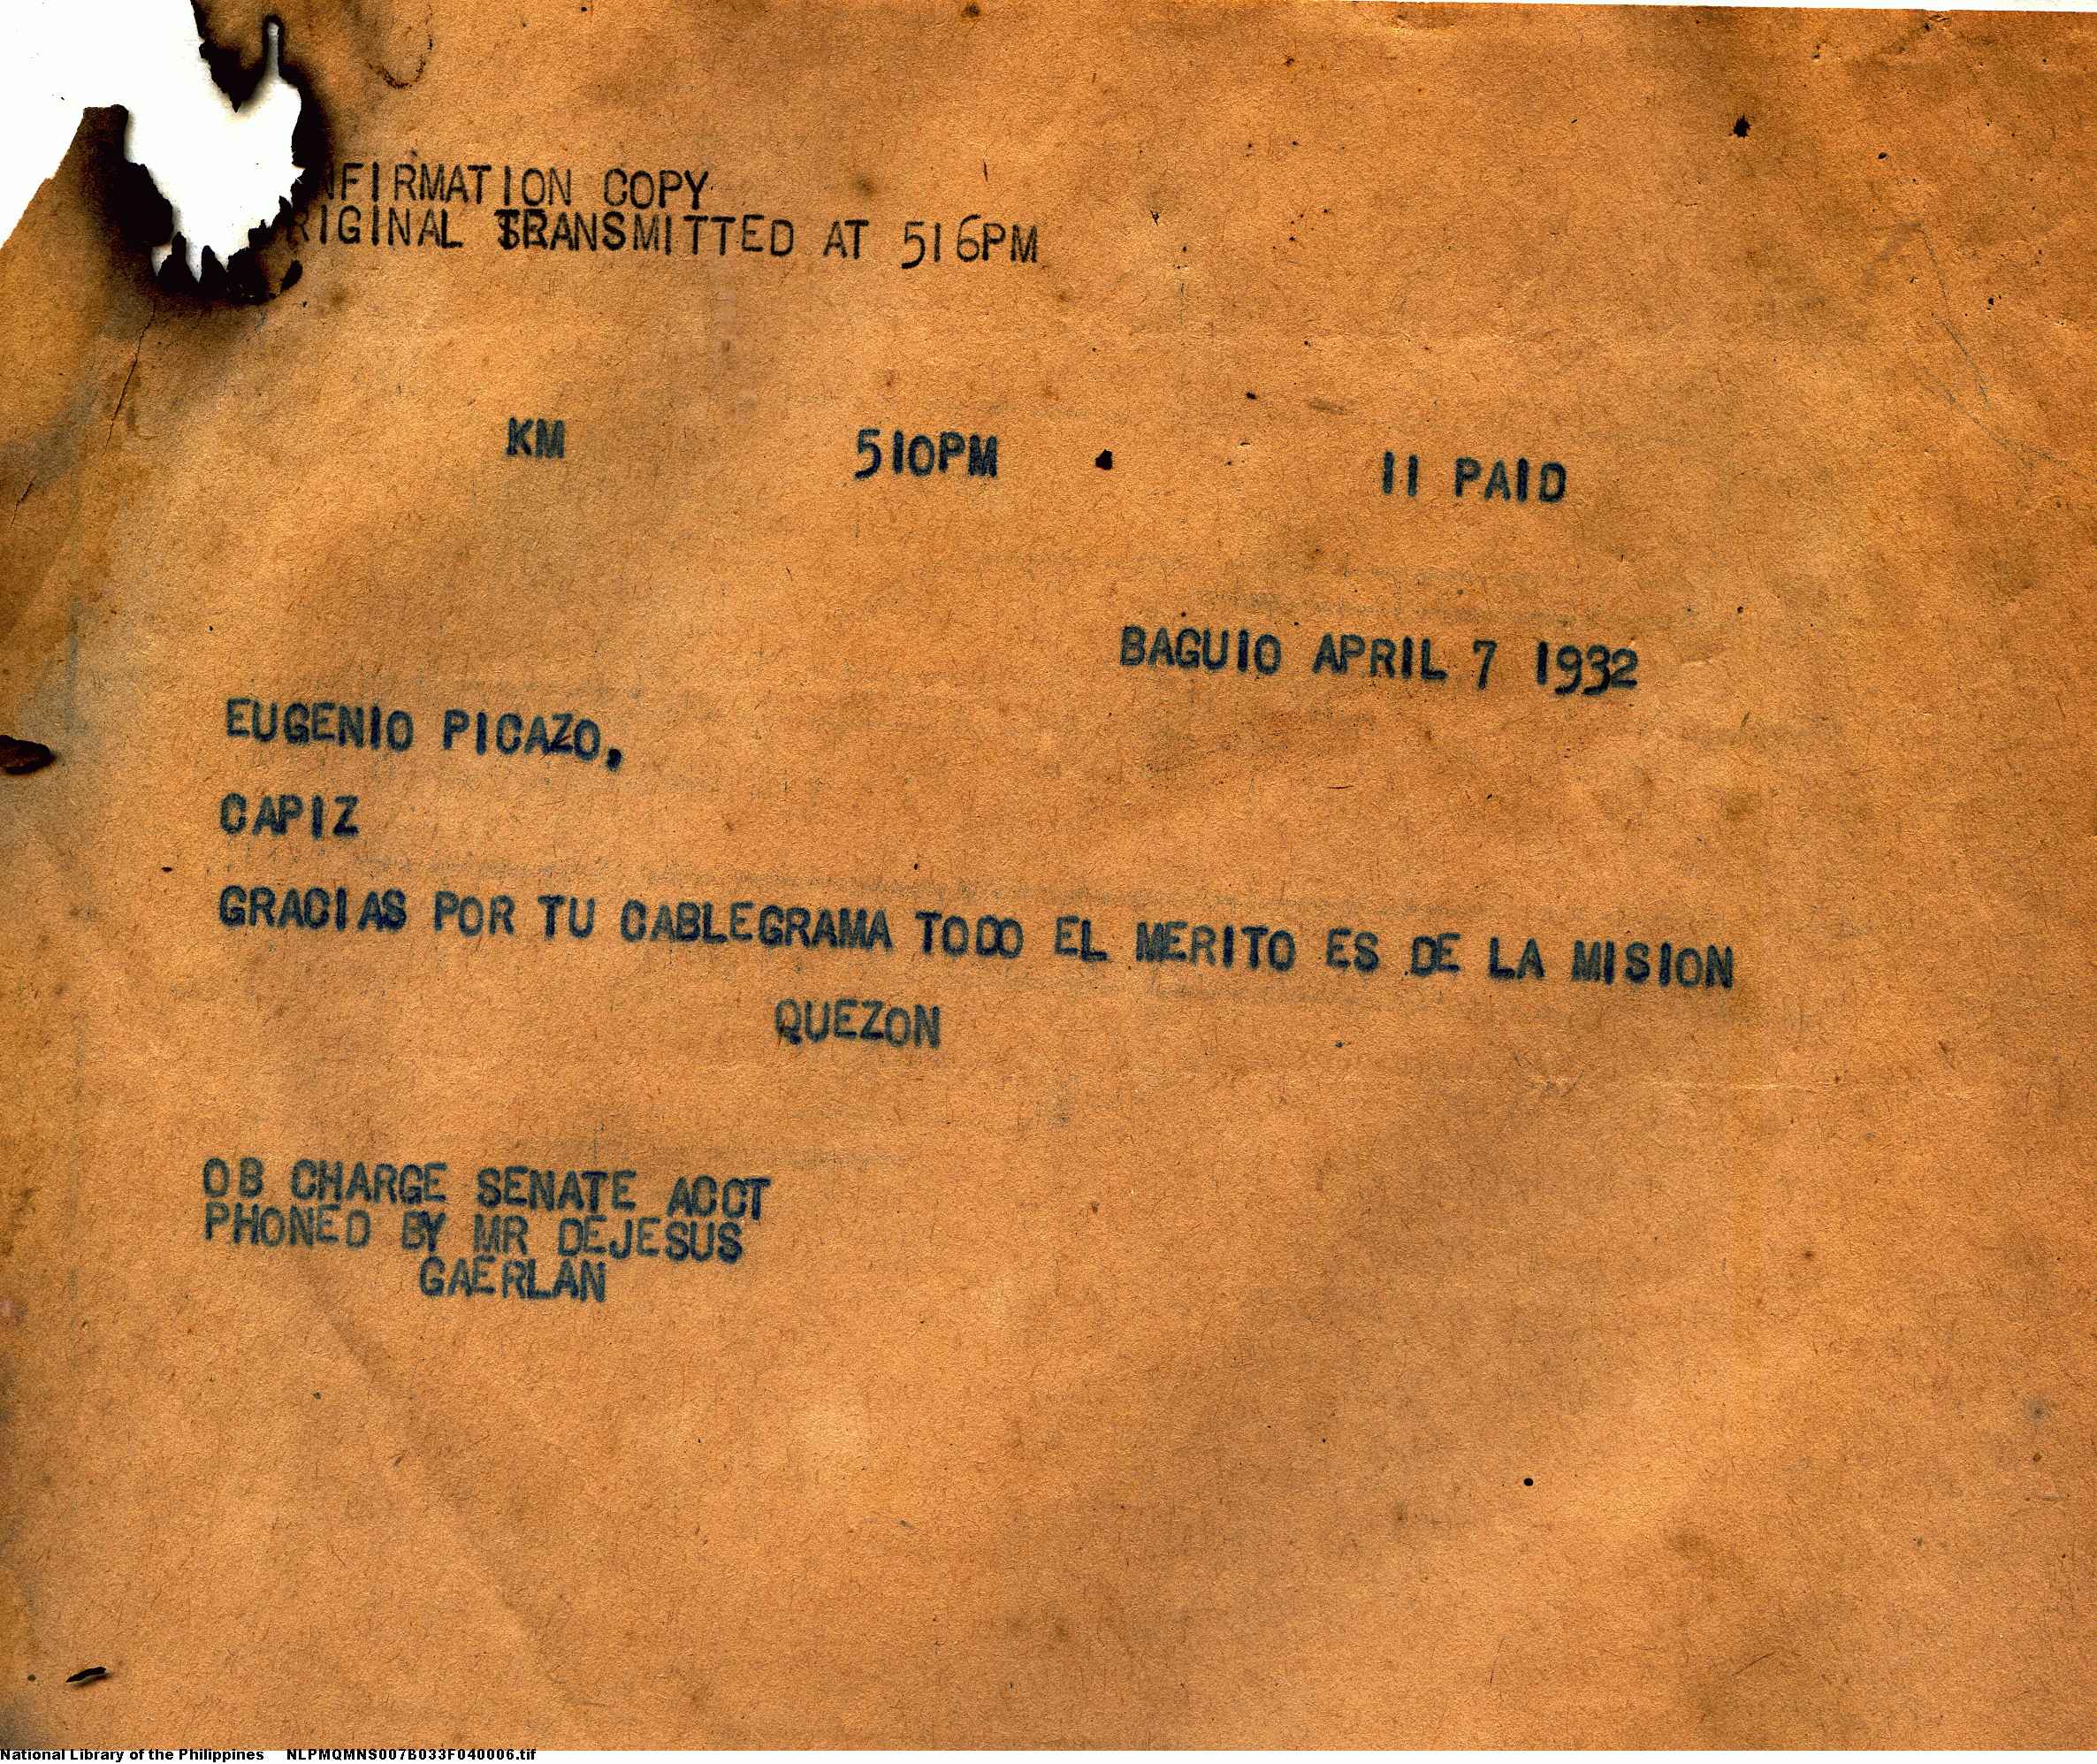 NFIRMATION COPY
RIGINAL TRANSMITTED AT 516PM
KM 510PM 11 PAID
BAGUIO APRIL 7 1932
EUGENIO PICAZO,
CAPIZ
GRACIAS POR TU CABLEGRAMA TODO EL MERITO ES DE LA MISION
QUEZON
OB CHARGE SENATE ACCT
PHONED BY MR DEJESUS
GAERLAN
National Library of the Philippines NLPMQMNS007B033F040006.tif